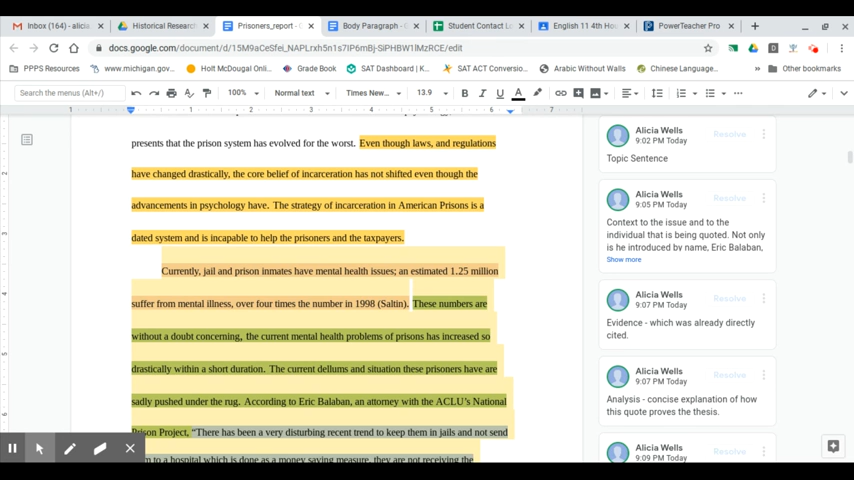 Inbox (164) - alicia.
Historical Research
Prisoners_report - G
Body Paragraph - D
Student Contact Lo
English 11 4th Hou
PowerTeacher Pro
docs.google.com/document/d/15M9aCeSfei_NAPLrxh5n1s7IP6mBj-SiPHBW1lMzRCE/edit
PPPS Resources
www.michigan.gov...
Holt McDougal Onli...
Grade Book
SAT Dashboard | K...
SAT ACT Conversio...
Arabic Without Walls
Chinese Language...
Other bookmarks
Search the menus (Alt+/)
100%
Normal text
Times New...
13.9
presents that the prison system has evolved for the worst. Even though laws, and regulations
have changed drastically, the core belief of incarceration has not shifted even though the
advancements in psychology have. The strategy of incarceration in American Prisons is a
dated system and is incapable to help the prisoners and the taxpayers.
Currently, jail and prison inmates have mental health issues; an estimated 1.25 million
suffer from mental illness, over four times the number in 1998 (Saltin). These numbers are
without a doubt concerning, the current mental health problems of prisons has increased so
drastically within a short duration. The current dellums and situation these prisoners have are
sadly pushed under the rug. According to Eric Balaban, an attorney with the ACLU's National
Prison Project, "There has been a very disturbing recent trend to keep them in jails and not send
to a hospital which is done as a money saving measure, they are not receiving the
Alicia Wells
9:02 PM Today
Resolve
Topic Sentence
Alicia Wells
9:05 PM Today
Resolve
Context to the issue and to the
individual that is being quoted. Not only
is he introduced by name, Eric Balaban,
Show more
Alicia Wells
9:07 PM Today
Resolve
Evidence - which was already directly
cited.
Alicia Wells
9:07 PM Today
Resolve
Analysis - concise explanation of how
this quote proves the thesis.
Alicia Wells
9:09 PM Today
Resolve